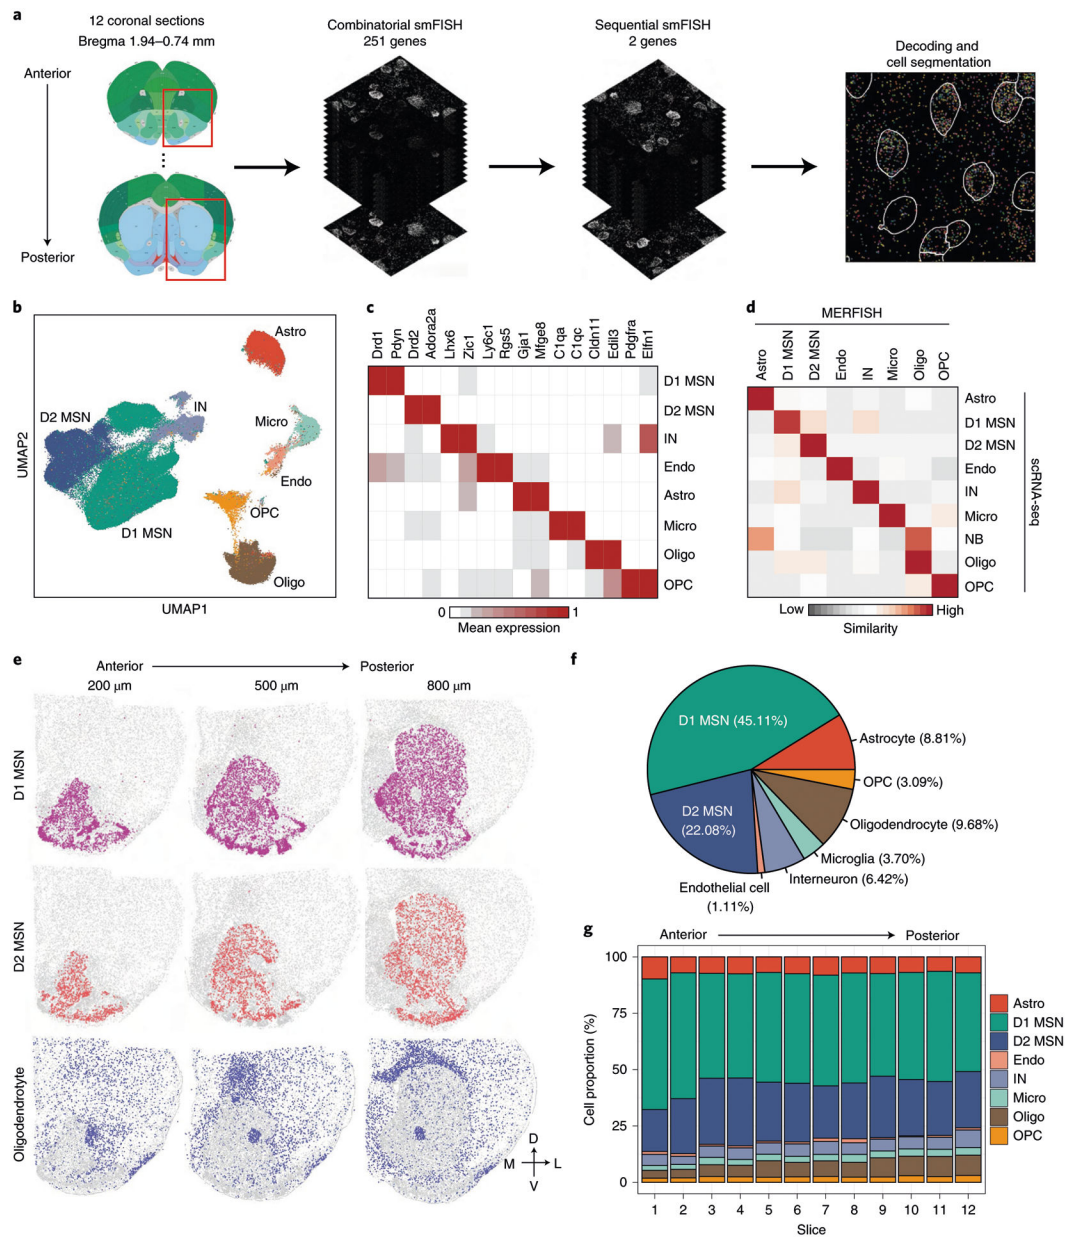 a
12 coronal sections
Bregma 1.94–0.74 mm
Anterior
Posterior
Combinatorial smFISH
251 genes
Sequential smFISH
2 genes
Decoding and
cell segmentation
b
UMAP2
UMAP1
Astro
D2 MSN
IN
Micro
Endo
OPC
D1 MSN
Oligo
c
Drd1
Pdyn
Drd2
Adora2a
Lhx6
Zic1
Ly6c1
Rgs5
Gja1
Mfge8
C1qa
C1qc
Cldn11
Edil3
Pdgfra
Elfn1
D1 MSN
D2 MSN
IN
Endo
Astro
Micro
Oligo
OPC
0 1
Mean expression
d
MERFISH
Astro
D1 MSN
D2 MSN
Endo
IN
Micro
Oligo
OPC
Astro
D1 MSN
D2 MSN
Endo
IN
Micro
NB
Oligo
OPC
scRNA-seq
Low High
Similarity
e
Anterior Posterior
200 μm 500 μm 800 μm
D1 MSN
D2 MSN
Oligodendrotyte
D
M L
V
f
D1 MSN (45.11%)
Astrocyte (8.81%)
OPC (3.09%)
Oligodendrocyte (9.68%)
Microglia (3.70%)
Interneuron (6.42%)
Endothelial cell
(1.11%)
D2 MSN
(22.08%)
g
Anterior Posterior
Cell proportion (%)
100
75
50
25
0
1 2 3 4 5 6 7 8 9 10 11 12
Slice
Astro
D1 MSN
D2 MSN
Endo
IN
Micro
Oligo
OPC